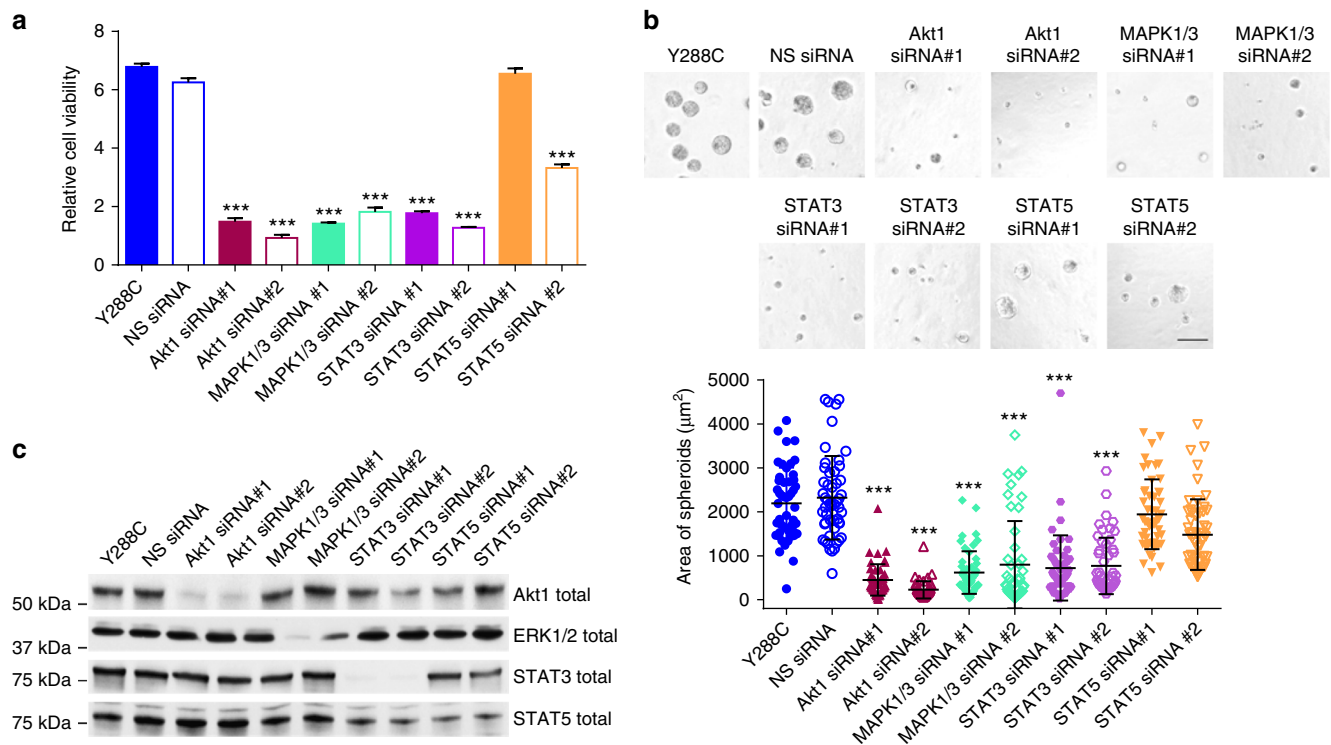 a
8
6
4
2
0
Relative cell viability
***
***
***
***
***
***
***
Y288C
NS siRNA
Akt1 siRNA#1
Akt1 siRNA#2
MAPK1/3 siRNA #1
MAPK1/3 siRNA #2
STAT3 siRNA #1
STAT3 siRNA #2
STAT5 siRNA#1
STAT5 siRNA #2
b
Y288C
NS siRNA
Akt1
siRNA#1
Akt1
siRNA#2
MAPK1/3
siRNA#1
MAPK1/3
siRNA#2
STAT3
siRNA#1
STAT3
siRNA#2
STAT5
siRNA#1
STAT5
siRNA#2
5000
4000
3000
2000
1000
0
Area of spheroids (μm²)
***
***
***
***
***
***
Y288C
NS siRNA
Akt1 siRNA#1
Akt1 siRNA#2
MAPK1/3 siRNA #1
MAPK1/3 siRNA #2
STAT3 siRNA #1
STAT3 siRNA #2
STAT5 siRNA#1
STAT5 siRNA #2
c
Y288C
NS siRNA
Akt1 siRNA#1
Akt1 siRNA#2
MAPK1/3 siRNA#1
MAPK1/3 siRNA#2
STAT3 siRNA#1
STAT3 siRNA#2
STAT5 siRNA#1
STAT5 siRNA#2
50 kDa
Akt1 total
37 kDa
ERK1/2 total
75 kDa
STAT3 total
75 kDa
STAT5 total